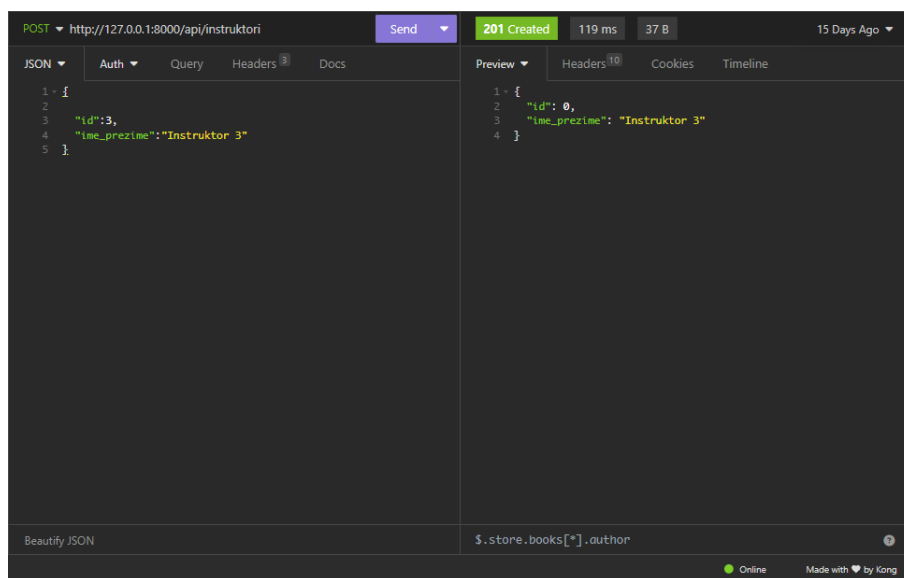 POST http://127.0.0.1:8000/api/instruktori Send 201 Created 119 ms 37 B 15 Days Ago
JSON Auth Query Headers 3 Docs Preview Headers 10 Cookies Timeline
1 {
2
3 "id":3,
4 "ime_prezime":"Instruktor 3"
5 }
1 {
2 "id": 0,
3 "ime_prezime": "Instruktor 3"
4 }
Beautify JSON $.store.books[*].author
Online Made with ♥ by Kong